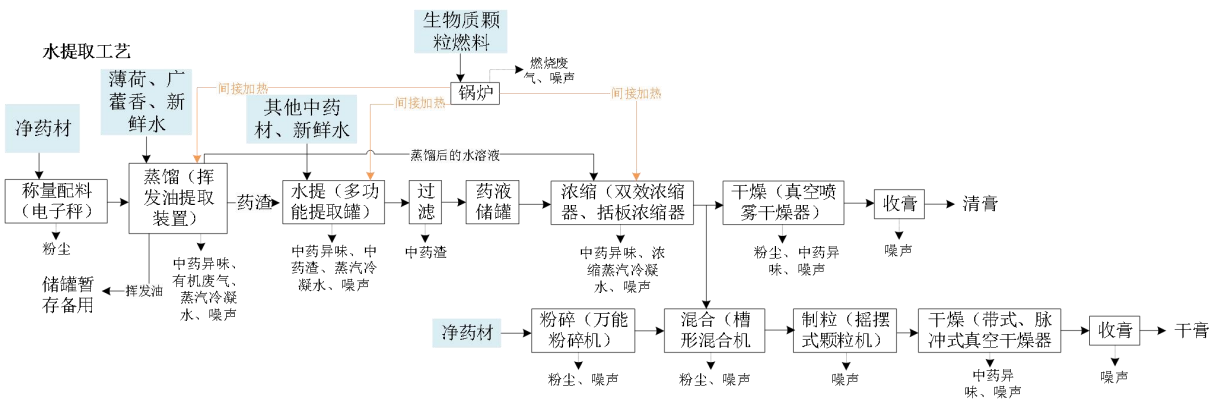 水提取工艺
生物质颗
粒燃料
燃烧废
气、噪声
锅炉
间接加热
间接加热
间接加热
薄荷、广
藿香、新
鲜水
其他中药
材、新鲜水
净药材
蒸馏后的水溶液
称量配料
（电子秤）
蒸馏（挥
发油提取
装置）
药渣
水提（多功
能提取罐）
过
滤
药液
储罐
浓缩（双效浓缩
器、括板浓缩器
干燥（真空喷
雾干燥器）
收膏
清膏
粉尘
中药异味、
有机废气、
蒸汽冷凝
水、噪声
中药异味、中
药渣、蒸汽冷
凝水、噪声
中药渣
中药异味、浓
缩蒸汽冷凝
水、噪声
粉尘、中药异
味、噪声
噪声
储罐暂
存备用
挥发油
净药材
粉碎（万能
粉碎机）
混合（槽
形混合机
制粒（摇摆
式颗粒机）
干燥（带式、脉
冲式真空干燥器
收膏
干膏
粉尘、噪声
粉尘、噪声
噪声
中药异
味、噪声
噪声